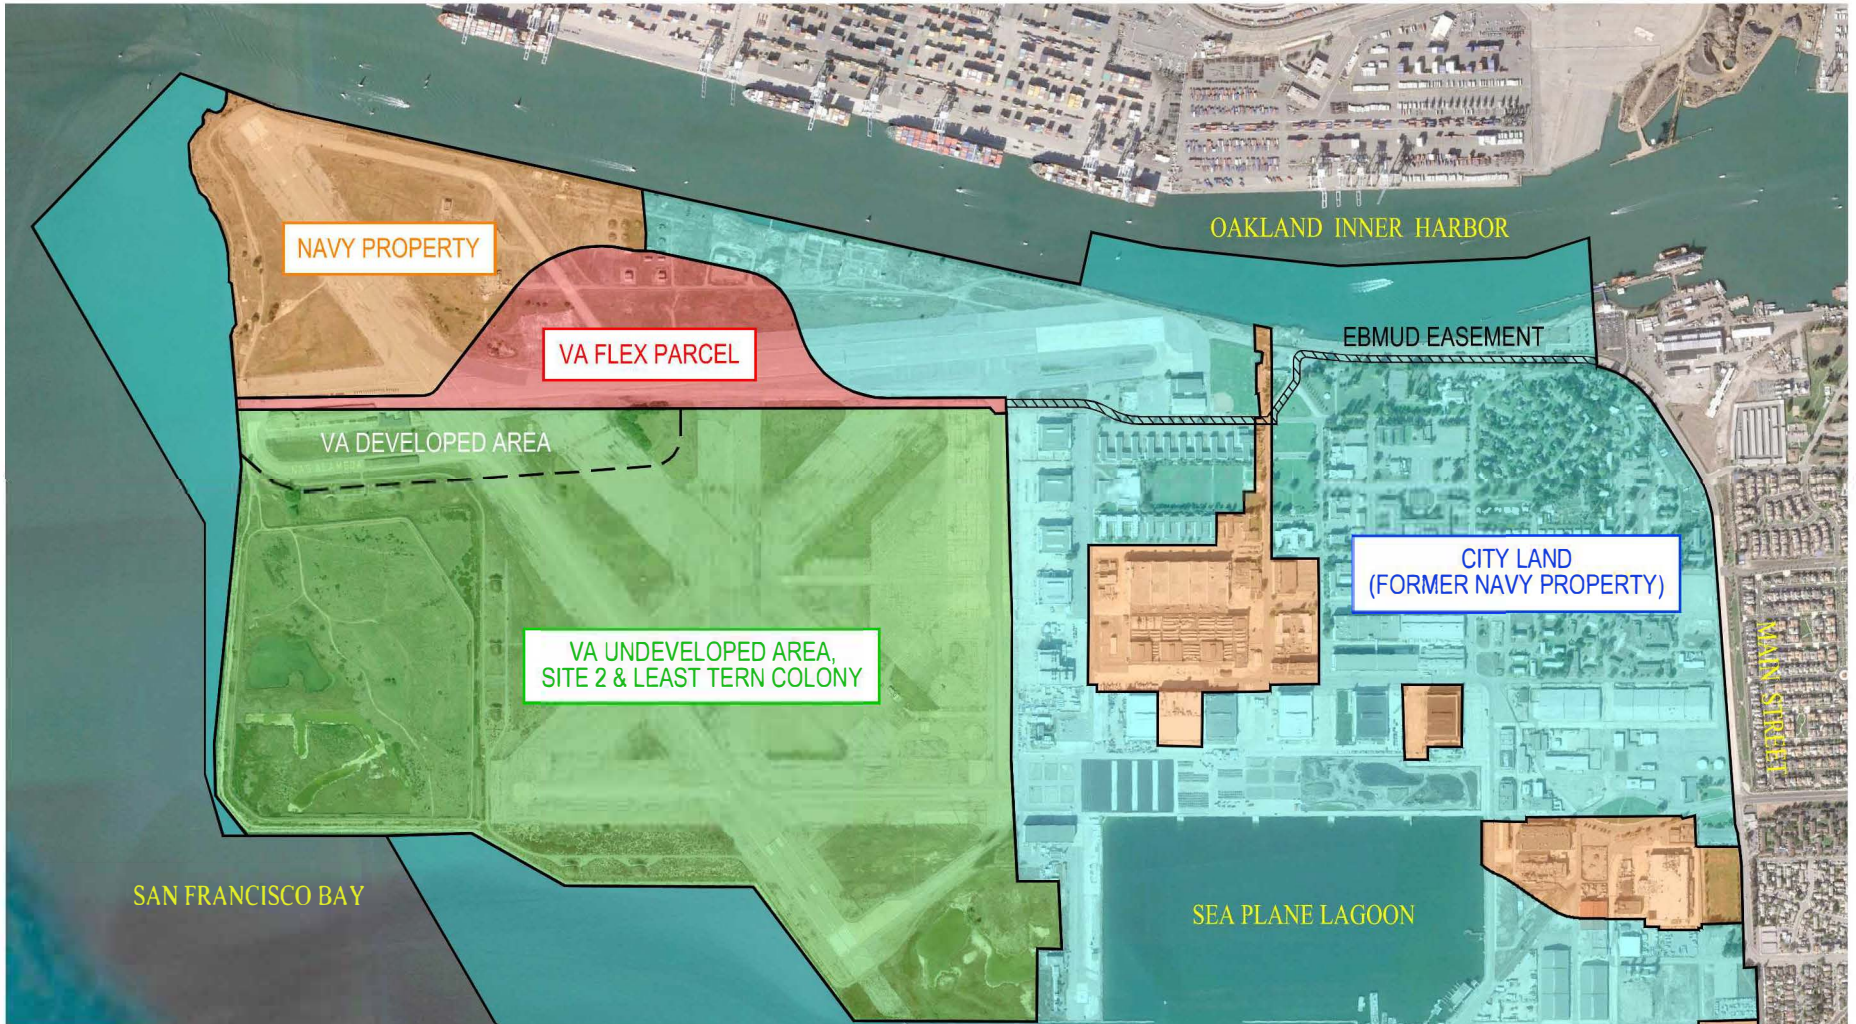 OAKLAND INNER HARBOR
NAVY PROPERTY
VA FLEX PARCEL
EBMUD EASEMENT
VA DEVELOPED AREA
CITY LAND
(FORMER NAVY PROPERTY)
VA UNDEVELOPED AREA,
SITE 2 & LEAST TERN COLONY
MAIN STREET
SAN FRANCISCO BAY
SEA PLANE LAGOON